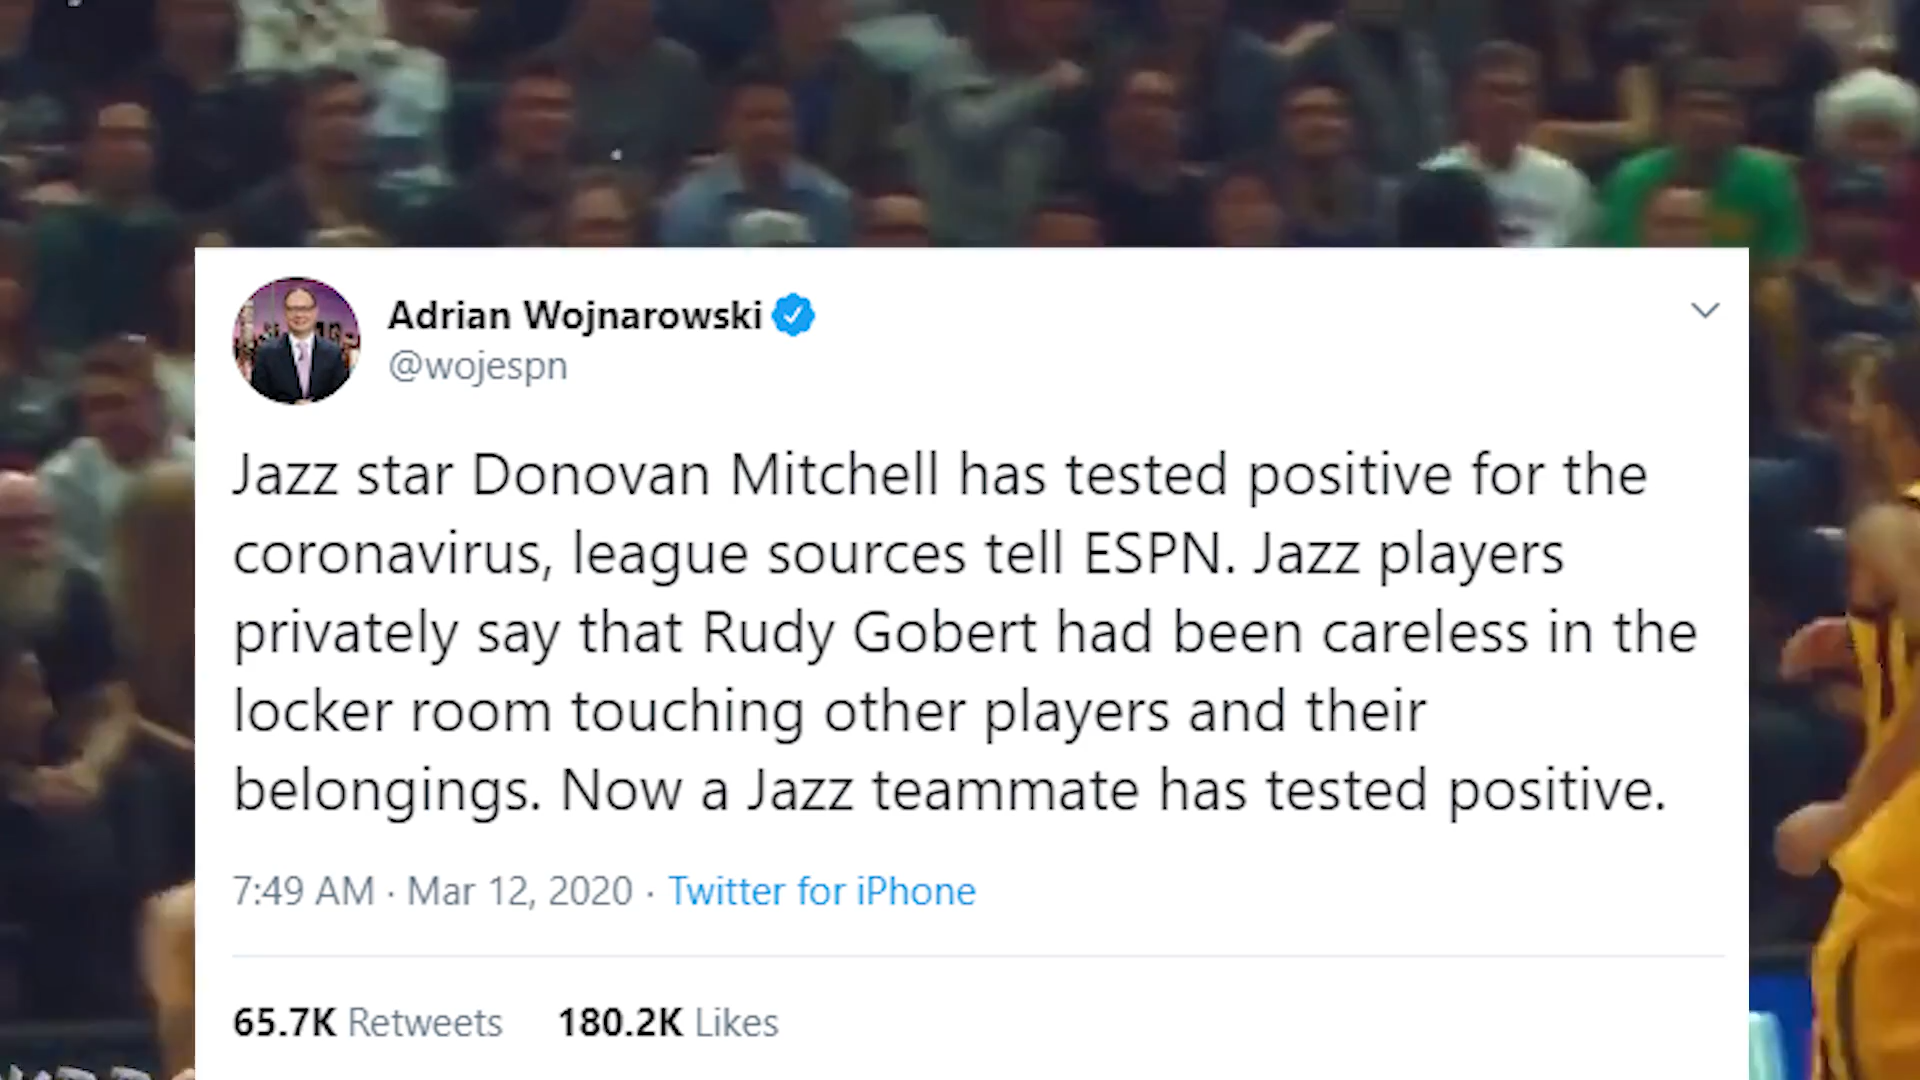 Adrian Wojnarowski
@wojespn
Jazz star Donovan Mitchell has tested positive for the
coronavirus, league sources tell ESPN. Jazz players
privately say that Rudy Gobert had been careless in the
locker room touching other players and their
belongings. Now a Jazz teammate has tested positive.
7:49 AM · Mar 12, 2020 · Twitter for iPhone
65.7K Retweets 180.2K Likes